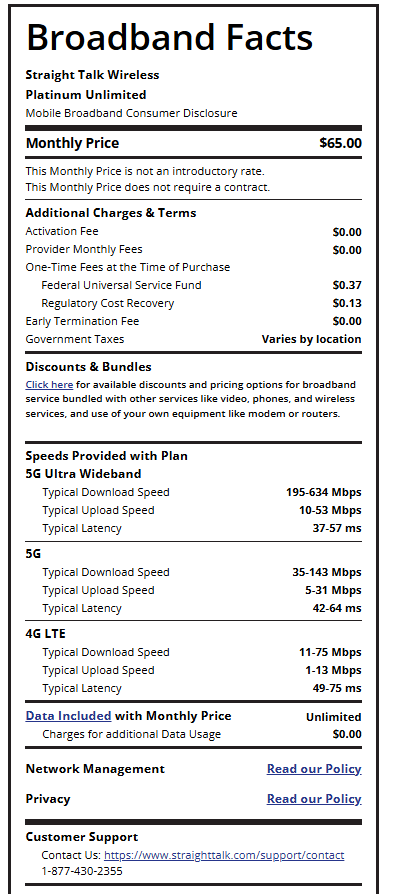 Broadband Facts
Straight Talk Wireless
Platinum Unlimited
Mobile Broadband Consumer Disclosure
Monthly Price $65.00
This Monthly Price is not an introductory rate.
This Monthly Price does not require a contract.
Additional Charges & Terms
Activation Fee $0.00
Provider Monthly Fees $0.00
One-Time Fees at the Time of Purchase
Federal Universal Service Fund $0.37
Regulatory Cost Recovery $0.13
Early Termination Fee $0.00
Government Taxes Varies by location
Discounts & Bundles
Click here for available discounts and pricing options for broadband
service bundled with other services like video, phones, and wireless
services, and use of your own equipment like modem or routers.
Speeds Provided with Plan
5G Ultra Wideband
Typical Download Speed 195-634 Mbps
Typical Upload Speed 10-53 Mbps
Typical Latency 37-57 ms
5G
Typical Download Speed 35-143 Mbps
Typical Upload Speed 5-31 Mbps
Typical Latency 42-64 ms
4G LTE
Typical Download Speed 11-75 Mbps
Typical Upload Speed 1-13 Mbps
Typical Latency 49-75 ms
Data Included with Monthly Price Unlimited
Charges for additional Data Usage $0.00
Network Management Read our Policy
Privacy Read our Policy
Customer Support
Contact Us: https://www.straighttalk.com/support/contact
1-877-430-2355